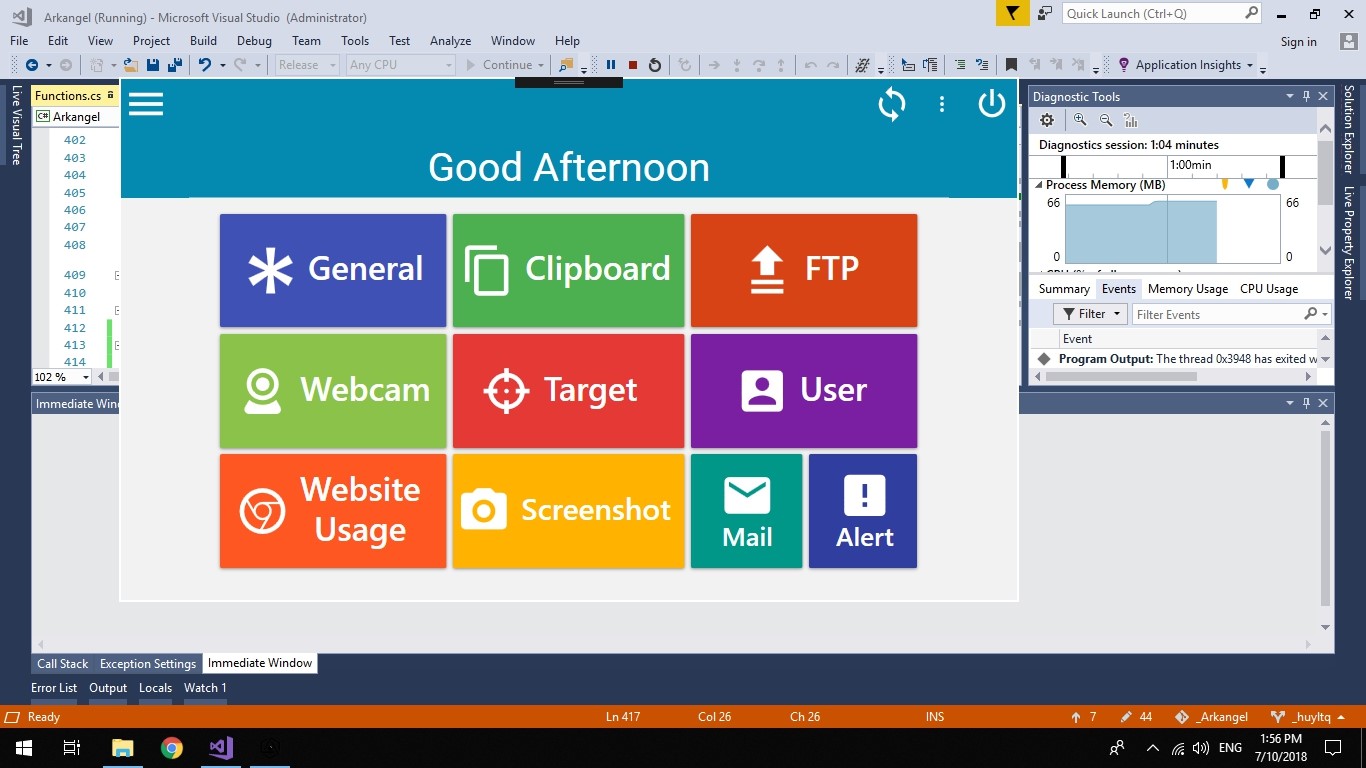 Arkangel (Running) - Microsoft Visual Studio (Administrator)
Quick Launch (Ctrl+Q)
File Edit View Project Build Debug Team Tools Test Analyze Window Help
Sign in
Release Any CPU Continue Application Insights
Live Visual Tree
Functions.cs
C# Arkangel
402
403
404
405
406
407
408
409
410
411
412
413
414
102 %
Good Afternoon
General
Clipboard
FTP
Webcam
Target
User
Website
Usage
Screenshot
Mail
Alert
Diagnostic Tools
Diagnostics session: 1:04 minutes
1:00min
Process Memory (MB)
66 66
0 0
Summary Events Memory Usage CPU Usage
Filter Filter Events
Event
Program Output: The thread 0x3948 has exited w
Solution Explorer
Live Property Explorer
Immediate Win
Call Stack Exception Settings Immediate Window
Error List Output Locals Watch 1
Ready Ln 417 Col 26 Ch 26 INS 7 44 _Arkangel _huyltq
ENG
1:56 PM
7/10/2018